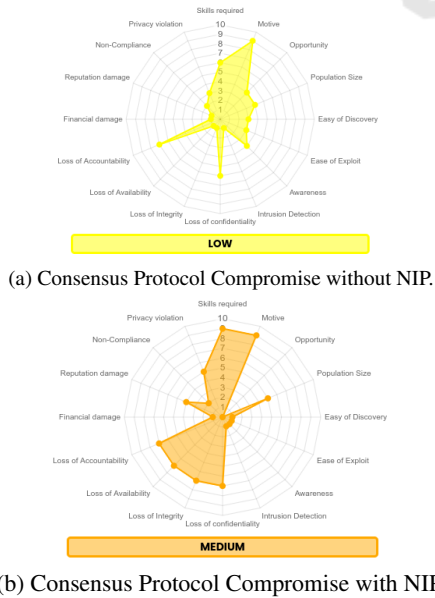 Skills required
Privacy violation
Motive
Non-Compliance
Opportunity
Reputation damage
Population Size
Financial damage
Easy of Discovery
Loss of Accountability
Ease of Exploit
Loss of Availability
Awareness
Loss of Integrity
Intrusion Detection
Loss of confidentiality
10
9
8
7
6
5
4
3
2
1
LOW
(a) Consensus Protocol Compromise without NIP.
Skills required
Privacy violation
Motive
Non-Compliance
Opportunity
Reputation damage
Population Size
Financial damage
Easy of Discovery
Loss of Accountability
Ease of Exploit
Loss of Availability
Awareness
Loss of Integrity
Intrusion Detection
Loss of confidentiality
10
9
8
7
6
5
4
3
2
1
MEDIUM
(b) Consensus Protocol Compromise with NIP